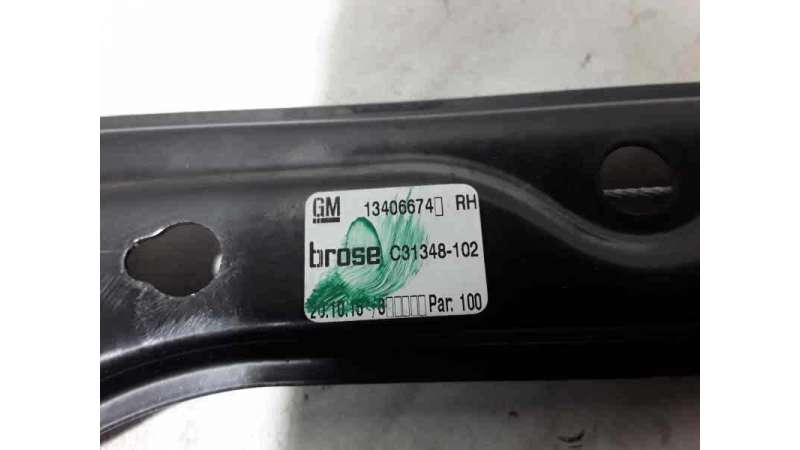 GM 13406674▯ RH
brose C31348-102
Par. 100